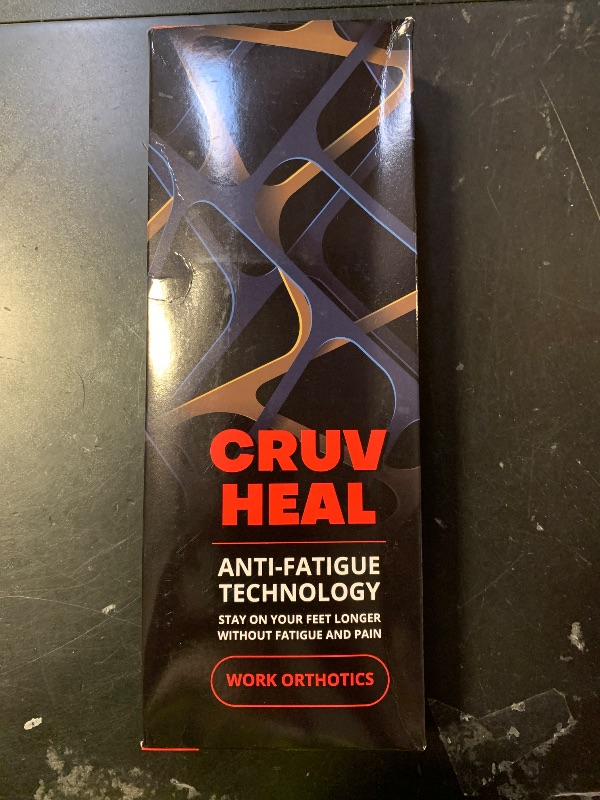 CRUV
HEAL
ANTI-FATIGUE
TECHNOLOGY
STAY ON YOUR FEET LONGER
WITHOUT FATIGUE AND PAIN
WORK ORTHOTICS